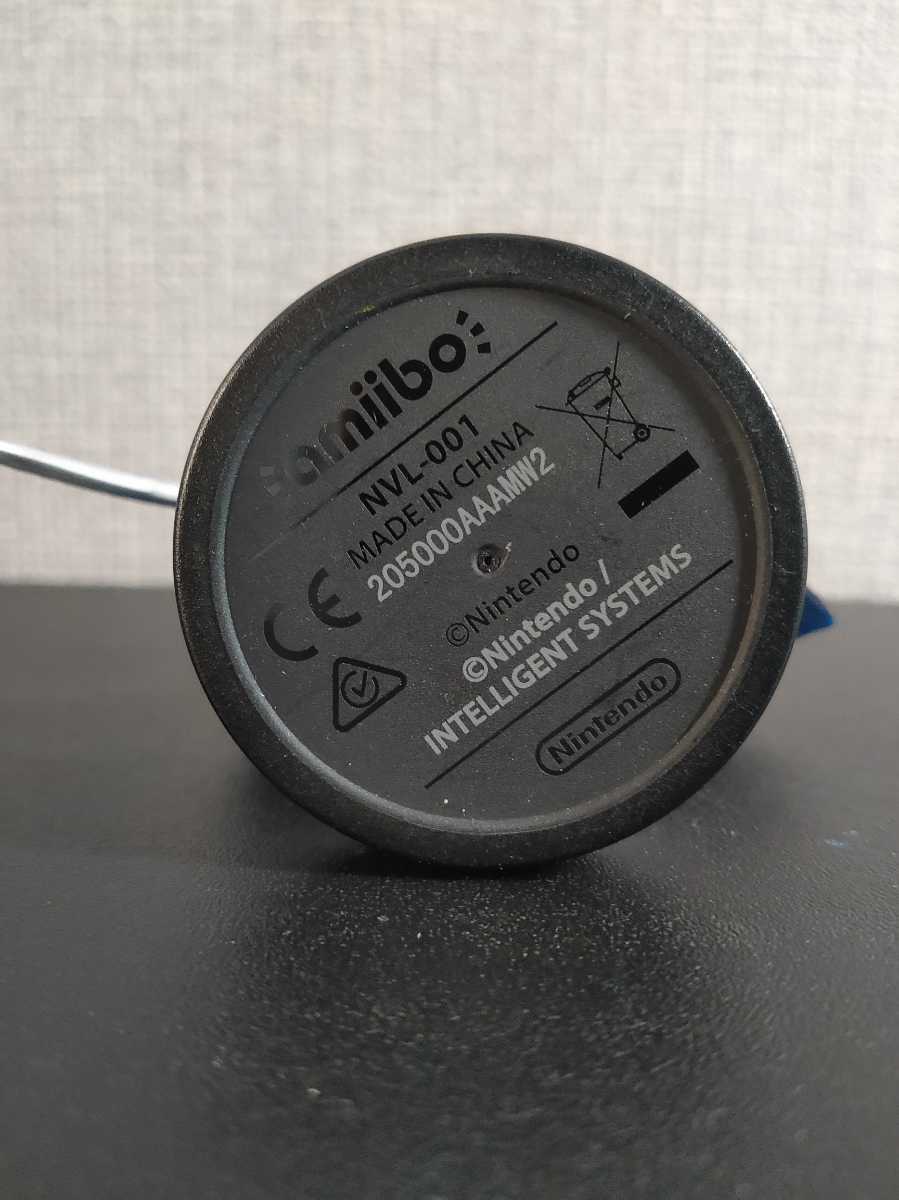 amiibo
NVL-001
MADE IN CHINA
205000AAAMW2
CE
©Nintendo
©Nintendo /
INTELLIGENT SYSTEMS
Nintendo